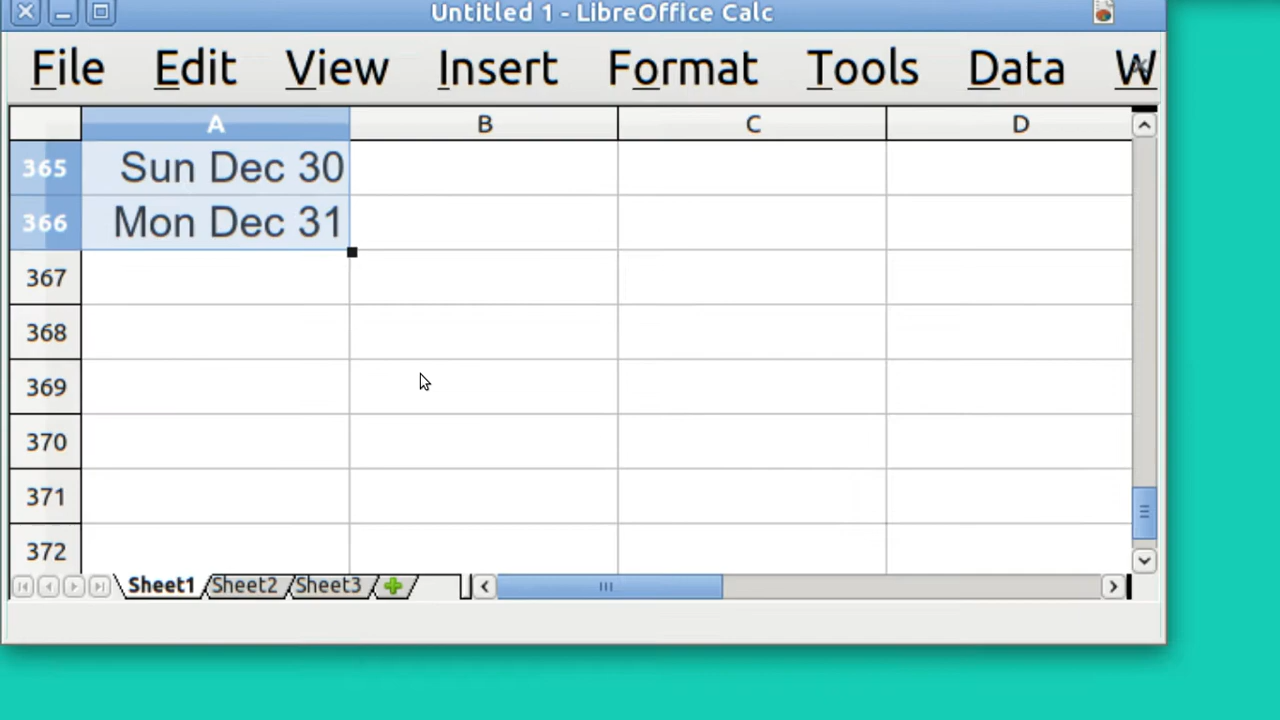 Untitled 1 - LibreOffice Calc
File Edit View Insert Format Tools Data W
A B C D
365 Sun Dec 30
366 Mon Dec 31
367
368
369
370
371
372
Sheet1 Sheet2 Sheet3